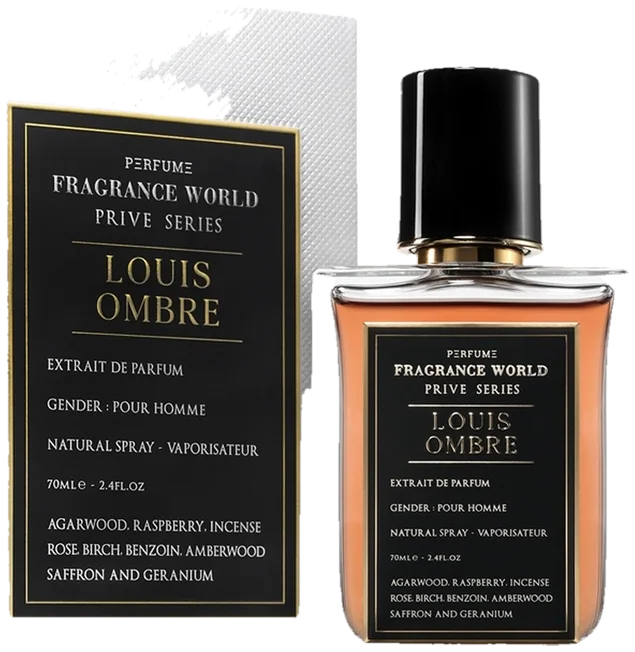 PERFUME
FRAGRANCE WORLD
PRIVE SERIES
LOUIS
OMBRE
EXTRAIT DE PARFUM
GENDER : POUR HOMME
NATURAL SPRAY - VAPORISATEUR
70ML℮ - 2.4FL.OZ
AGARWOOD, RASPBERRY, INCENSE
ROSE, BIRCH, BENZOIN, AMBERWOOD
SAFFRON AND GERANIUM
PERFUME
FRAGRANCE WORLD
PRIVE SERIES
LOUIS
OMBRE
EXTRAIT DE PARFUM
GENDER : POUR HOMME
NATURAL SPRAY - VAPORISATEUR
70ML℮ - 2.4FL.OZ
AGARWOOD, RASPBERRY, INCENSE
ROSE, BIRCH, BENZOIN, AMBERWOOD
SAFFRON AND GERANIUM